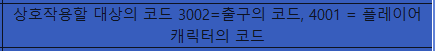 상호작용할 대상의 코드 3002=출구의 코드, 4001 = 플레이어
캐릭터의 코드